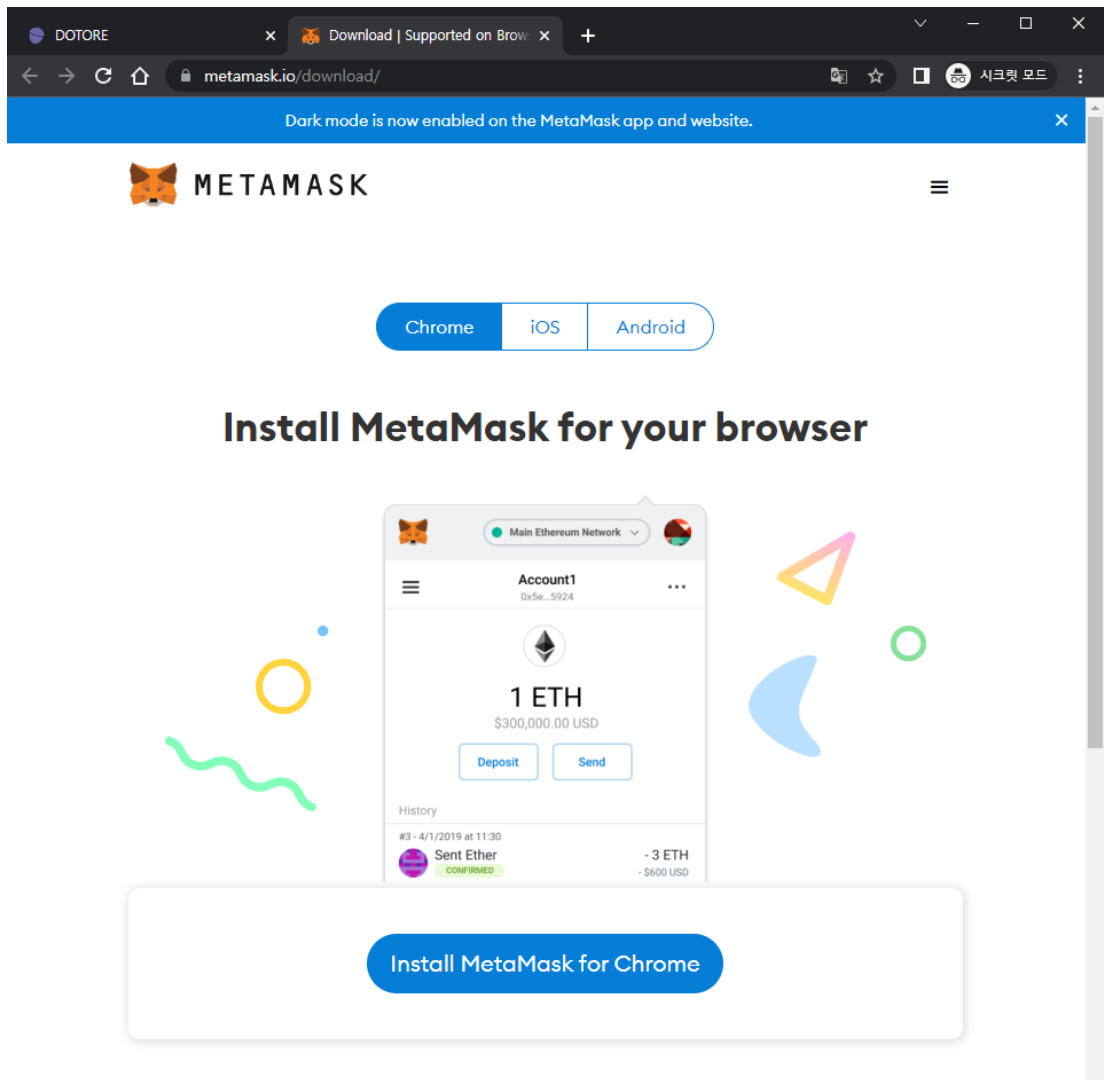 DOTORE
Download | Supported on Brow
metamask.io/download/
시크릿 모드
Dark mode is now enabled on the MetaMask app and website.
METAMASK
Chrome
iOS
Android
Install MetaMask for your browser
Main Ethereum Network
Account1
0x5e...5924
1 ETH
$300,000.00 USD
Deposit
Send
History
#3 - 4/1/2019 at 11:30
Sent Ether
- 3 ETH
CONFIRMED
- $600 USD
Install MetaMask for Chrome